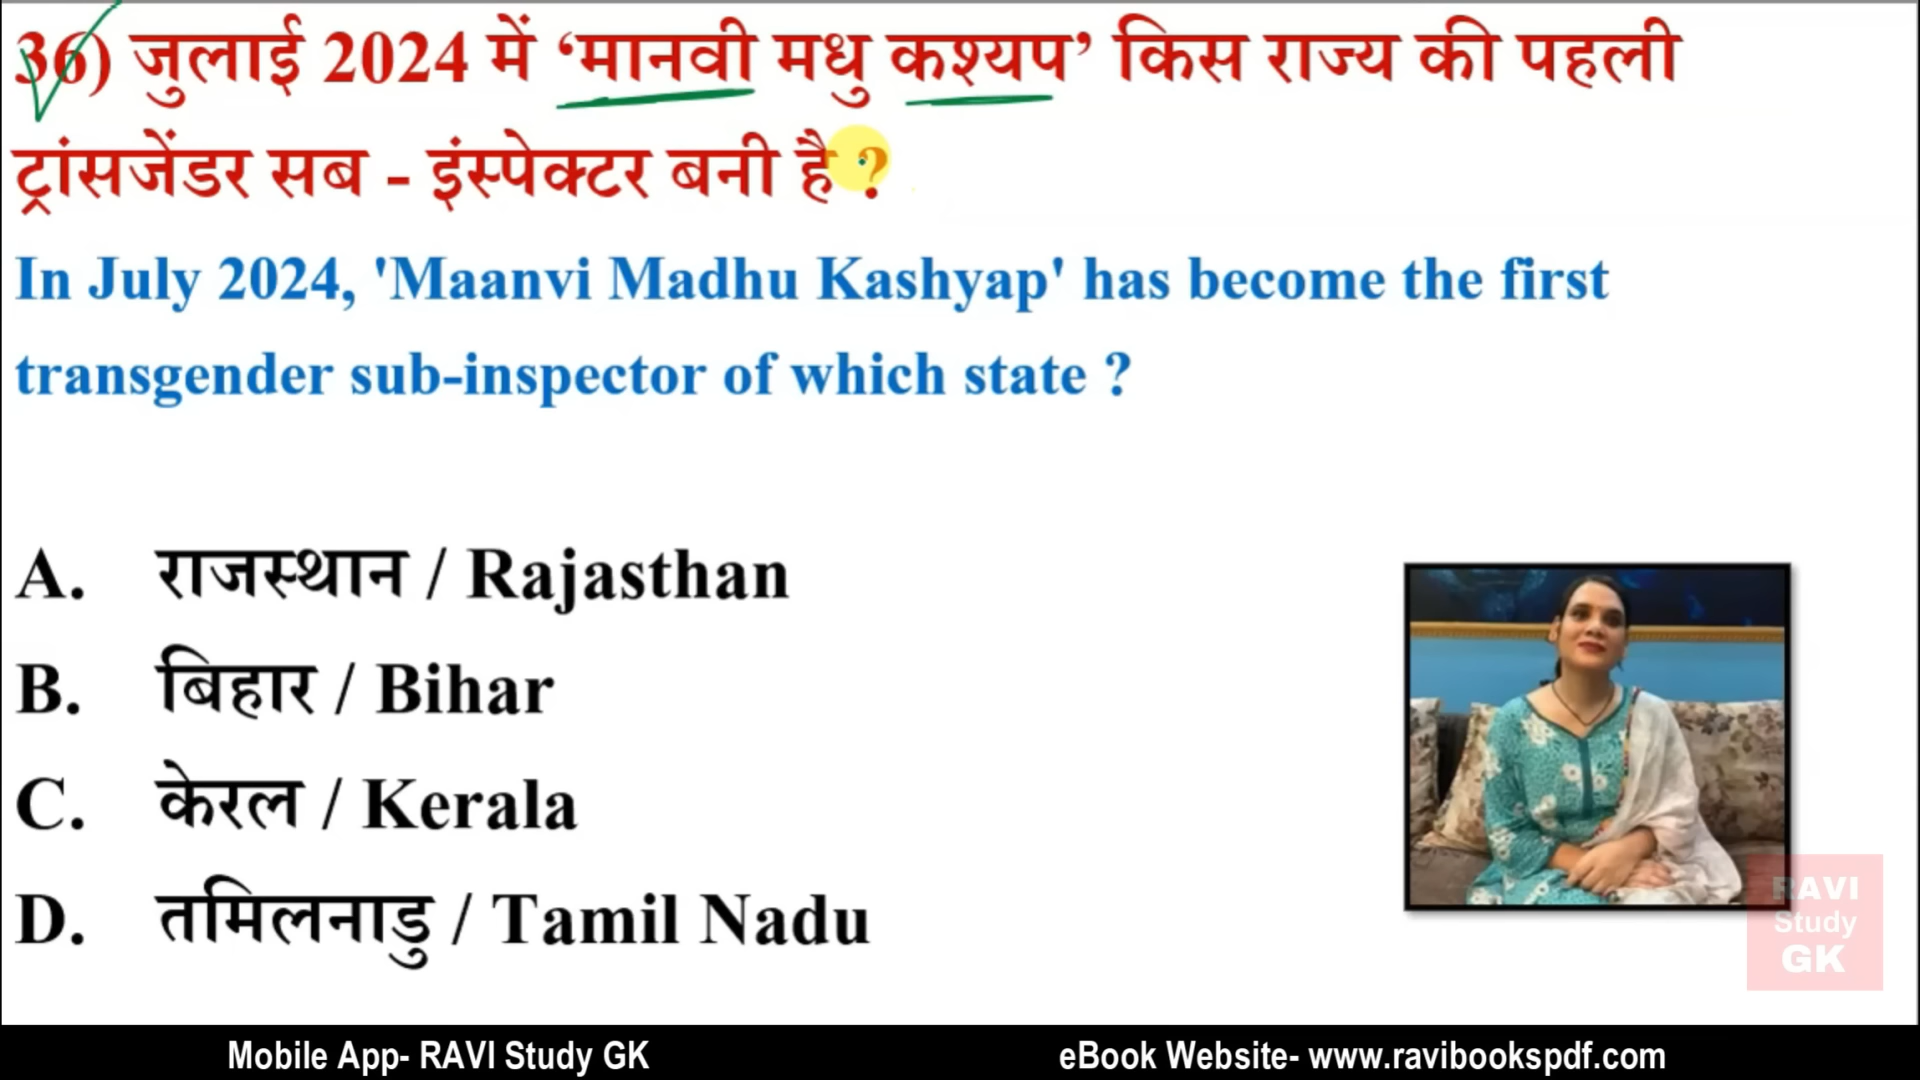 36) जुलाई 2024 में ‘मानवी मधु कश्यप’ किस राज्य की पहली
ट्रांसजेंडर सब - इंस्पेक्टर बनी है ?
In July 2024, 'Maanvi Madhu Kashyap' has become the first
transgender sub-inspector of which state ?
A. राजस्थान / Rajasthan
B. बिहार / Bihar
C. केरल / Kerala
D. तमिलनाडु / Tamil Nadu
RAVI
Study
GK
Mobile App- RAVI Study GK
eBook Website- www.ravibookspdf.com